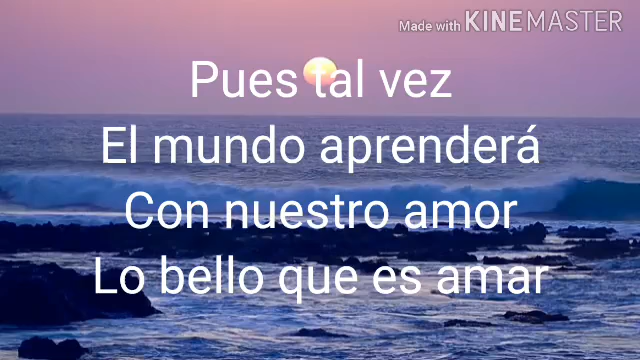 Made with KINEMASTER
Pues tal vez
El mundo aprenderá
Con nuestro amor
Lo bello que es amar